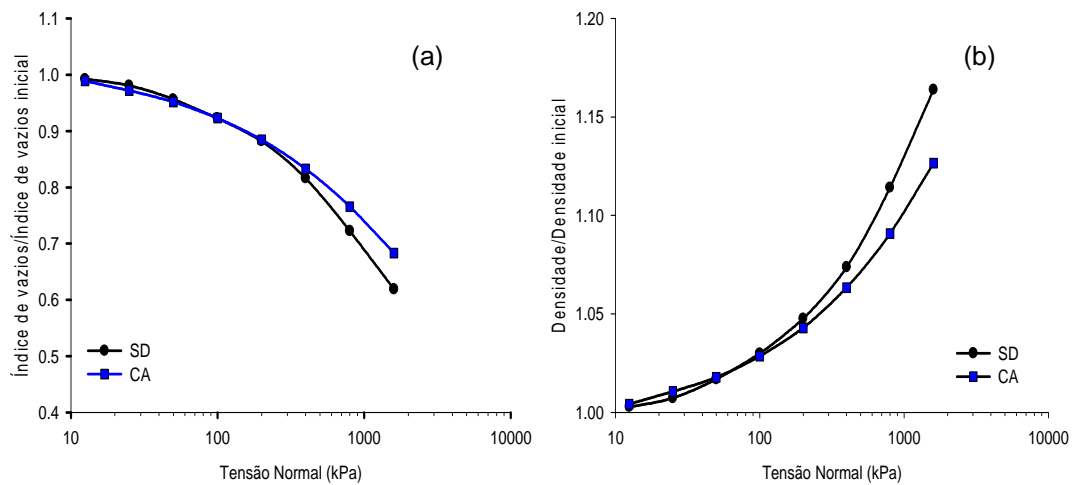 Índice de vazios/Índice de vazios inicial
1.1
1.0
0.9
0.8
0.7
0.6
0.5
0.4
(a)
SD
CA
10
100
1000
10000
Tensão Normal (kPa)
Densidade/Densidade inicial
1.20
1.15
1.10
1.05
1.00
(b)
SD
CA
10
100
1000
10000
Tensão Normal (kPa)